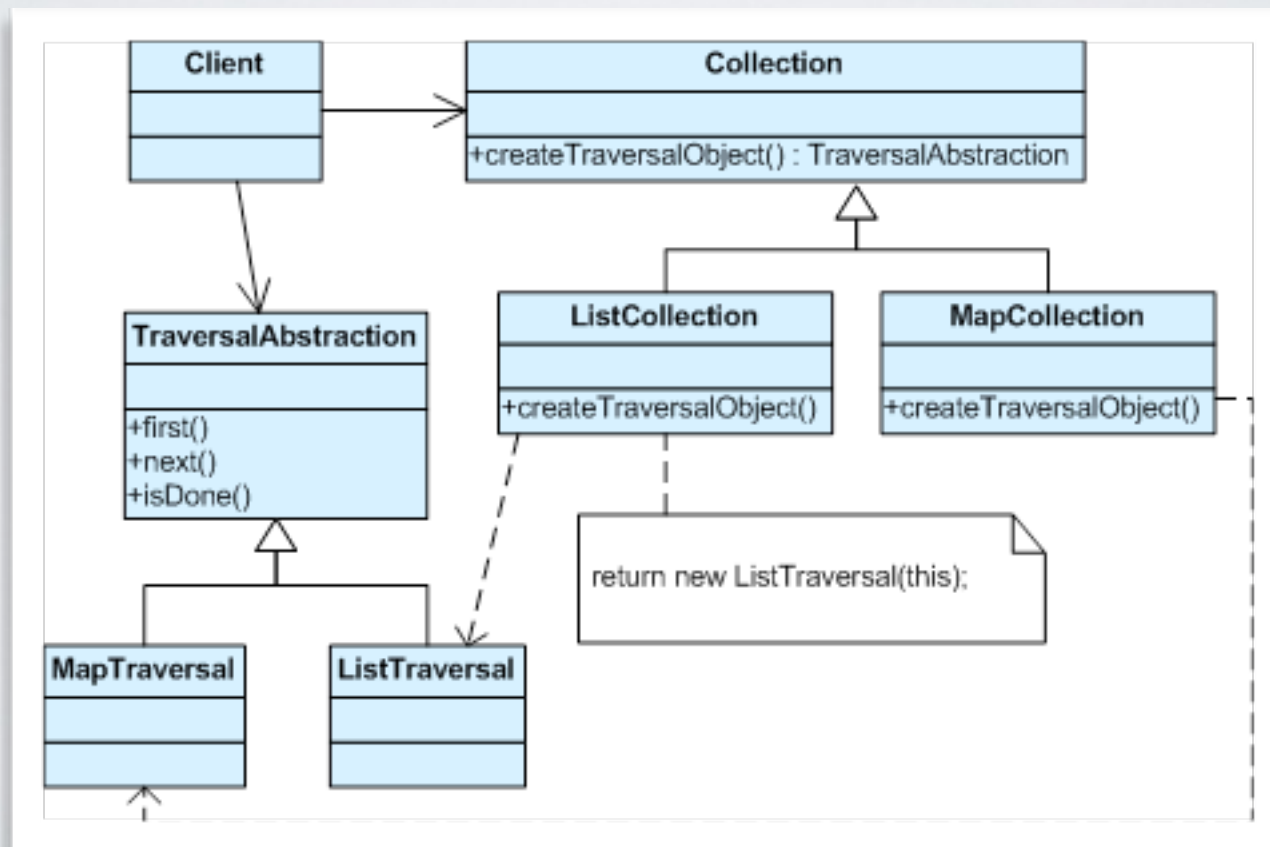 Client
Collection
+createTraversalObject() : TraversalAbstraction
TraversalAbstraction
+first()
+next()
+isDone()
ListCollection
+createTraversalObject()
MapCollection
+createTraversalObject()
return new ListTraversal(this);
MapTraversal
ListTraversal